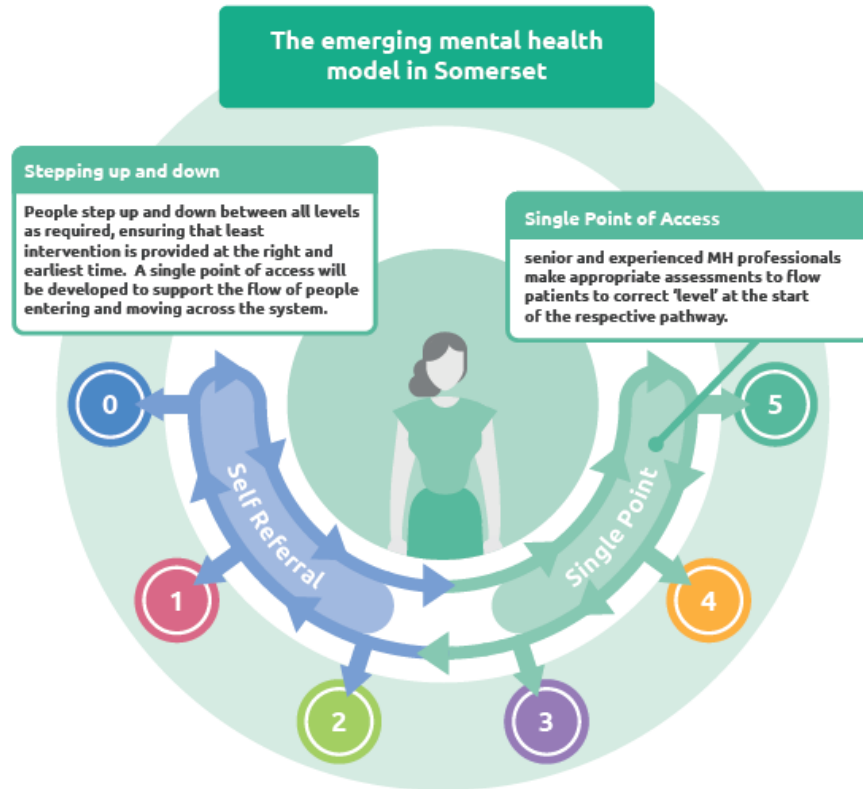 The emerging mental health
model in Somerset
Stepping up and down
People step up and down between all levels
as required, ensuring that least
intervention is provided at the right and
earliest time. A single point of access will
be developed to support the flow of people
entering and moving across the system.
Single Point of Access
senior and experienced MH professionals
make appropriate assessments to flow
patients to correct ‘level’ at the start
of the respective pathway.
0
5
Self Referral
Single Point
1
4
2
3